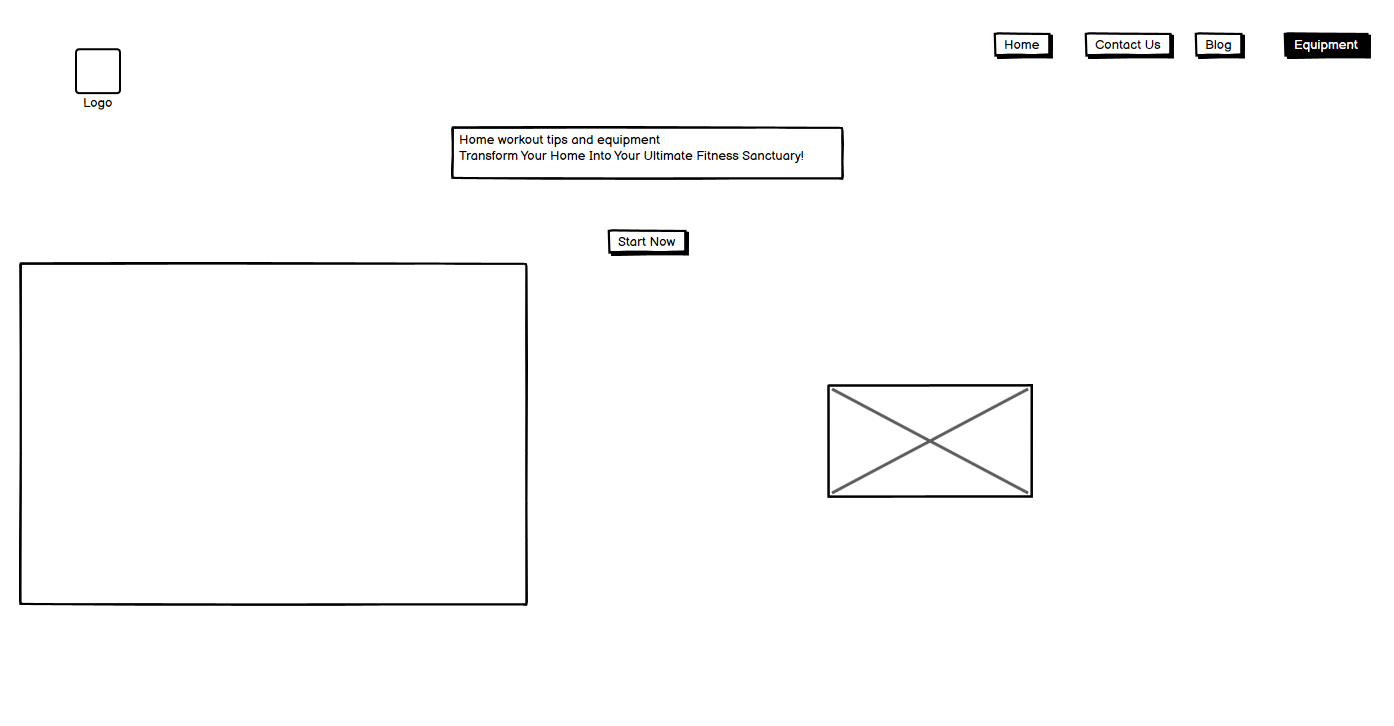 Home
Contact Us
Blog
Equipment
Logo
Home workout tips and equipment
Transform Your Home Into Your Ultimate Fitness Sanctuary!
Start Now